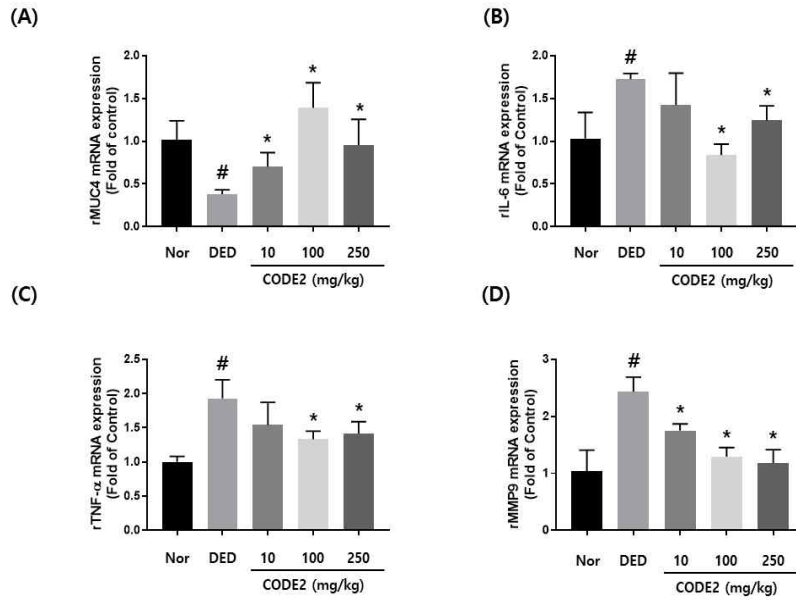 (A)
rMUC4 mRNA expression
(Fold of control)
2.0
1.5
1.0
0.5
0.0
#
*
*
*
Nor DED 10 100 250
CODE2 (mg/kg)
(B)
rIL-6 mRNA expression
(Fold of Control)
2.0
1.5
1.0
0.5
0.0
#
*
*
Nor DED 10 100 250
CODE2 (mg/kg)
(C)
rTNF-α mRNA expression
(Fold of Control)
2.5
2.0
1.5
1.0
0.5
0.0
#
*
*
Nor DED 10 100 250
CODE2 (mg/kg)
(D)
rMMP9 mRNA expression
(Fold of Control)
3
2
1
0
#
*
*
*
Nor DED 10 100 250
CODE2 (mg/kg)